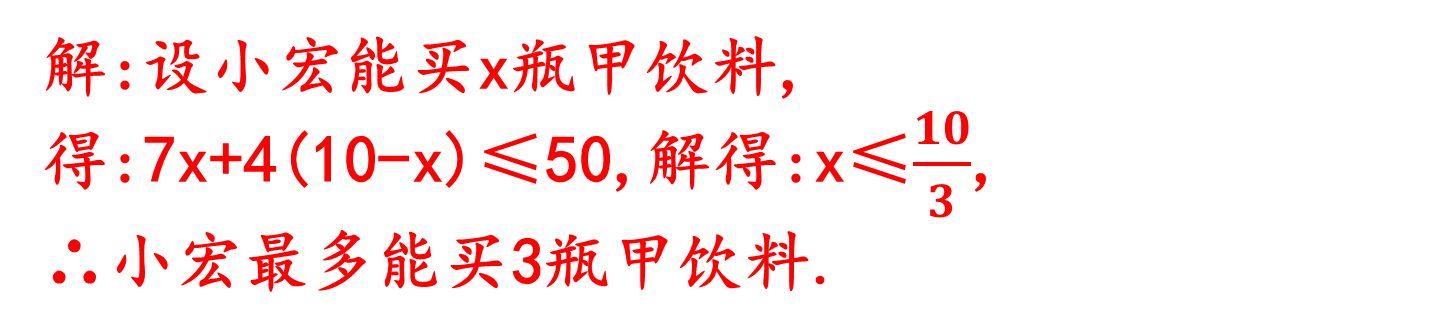 解:设小宏能买x瓶甲饮料,
得:7x+4(10-x)≤50,解得:x≤10/3,
∴小宏最多能买3瓶甲饮料.